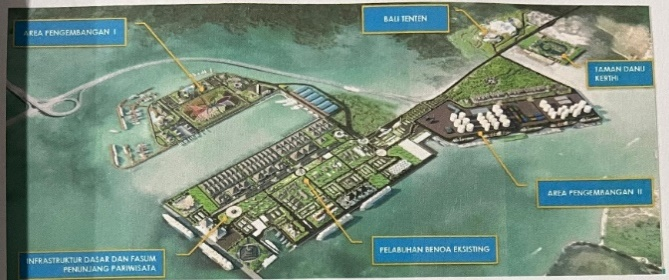 AREA PENGEMBANGAN I
BALI TENTEN
TAMAN DANU
KERTHI
AREA PENGEMBANGAN II
PELABUHAN BENOA EKSISTING
INFRASTRUKTUR DASAR DAN FASUM
PENUNJANG PARIWISATA